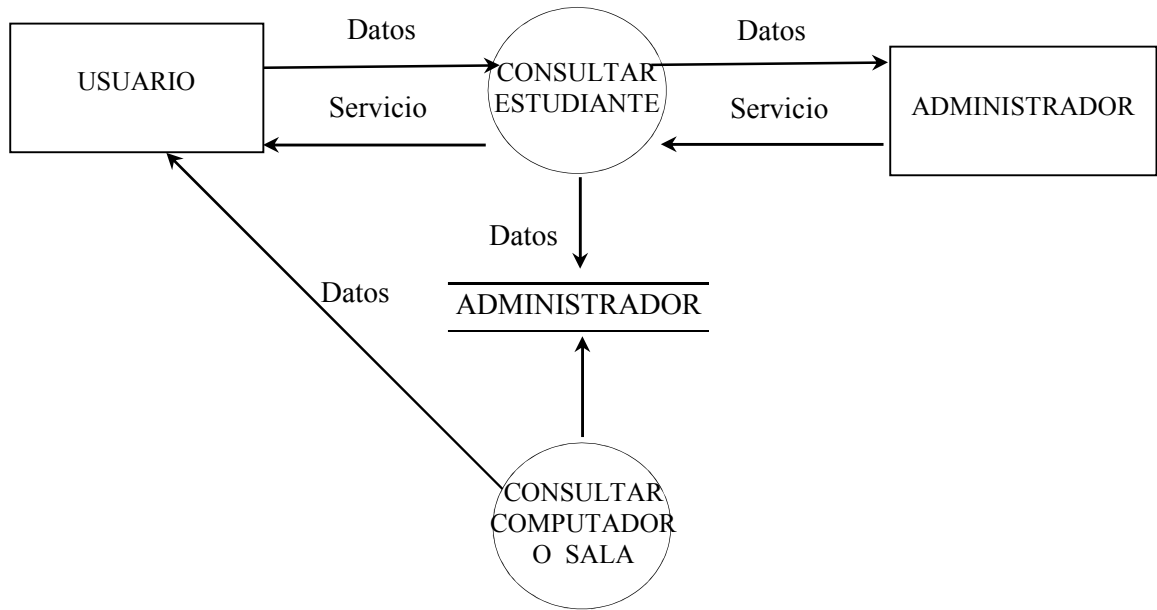 Datos
Datos
USUARIO
CONSULTAR
ESTUDIANTE
ADMINISTRADOR
Servicio
Servicio
Datos
Datos
ADMINISTRADOR
CONSULTAR
COMPUTADOR
O SALA